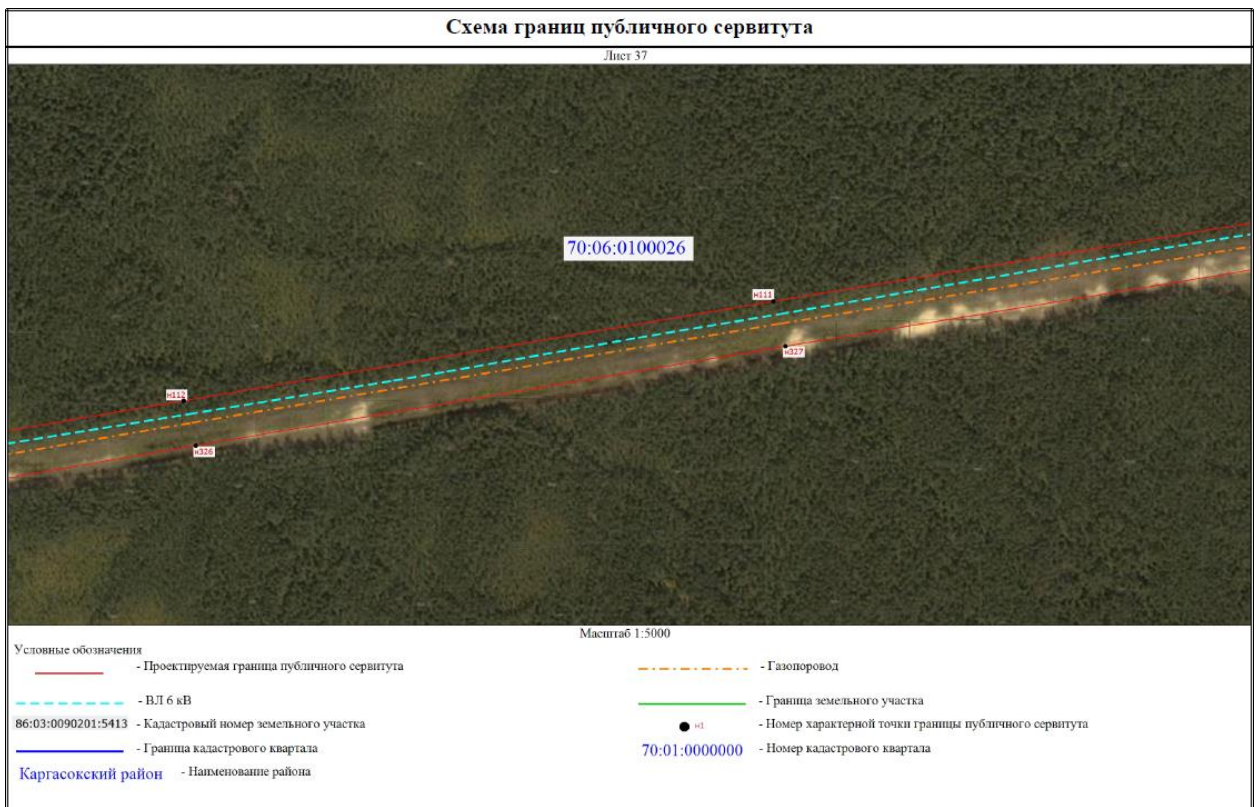 Схема границ публичного сервитута
Лист 37
70:06:0100026
н111
н327
н112
н326
Масштаб 1:5000
Условные обозначения
- Проектируемая граница публичного сервитута
- Газопоровод
- ВЛ 6 кВ
- Граница земельного участка
86:03:0090201:5413 - Кадастровый номер земельного участка
н1 - Номер характерной точки границы публичного сервитута
- Граница кадастрового квартала
70:01:0000000 - Номер кадастрового квартала
Каргасокский район - Наименование района